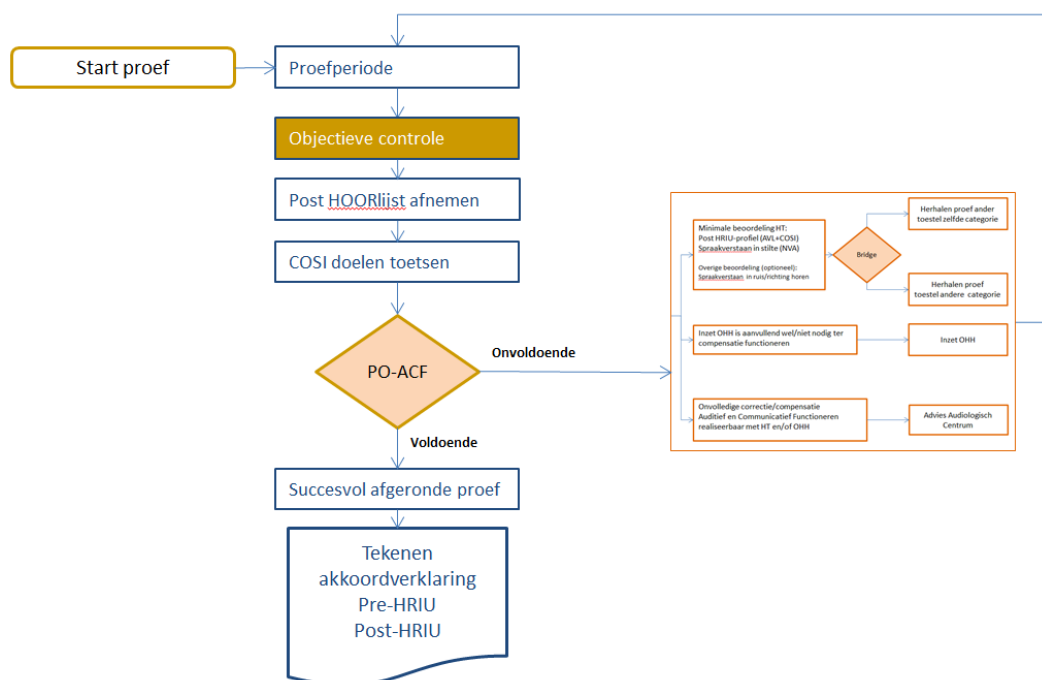 Start proef
Proefperiode
Objectieve controle
Post HOORlijst afnemen
COSI doelen toetsen
PO-ACF
Onvoldoende
Voldoende
Succesvol afgeronde proef
Tekenen
akkoordverklaring
Pre-HRIU
Post-HRIU
Minimale beoordeling HT:
Post HRIU-profiel (AVL+COSI)
Spraakverstaan in stilte (NVA)
Overige beoordeling (optioneel):
Spraakverstaan in ruis/richting horen
Bridge
Herhalen proef ander
toestel zelfde categorie
Herhalen proef
toestel andere categorie
Inzet OHH is aanvullend wel/niet nodig ter
compensatie functioneren
Inzet OHH
Onvolledige correctie/compensatie
Auditief en Communicatief Functioneren
realiseerbaar met HT en/of OHH
Advies Audiologisch
Centrum